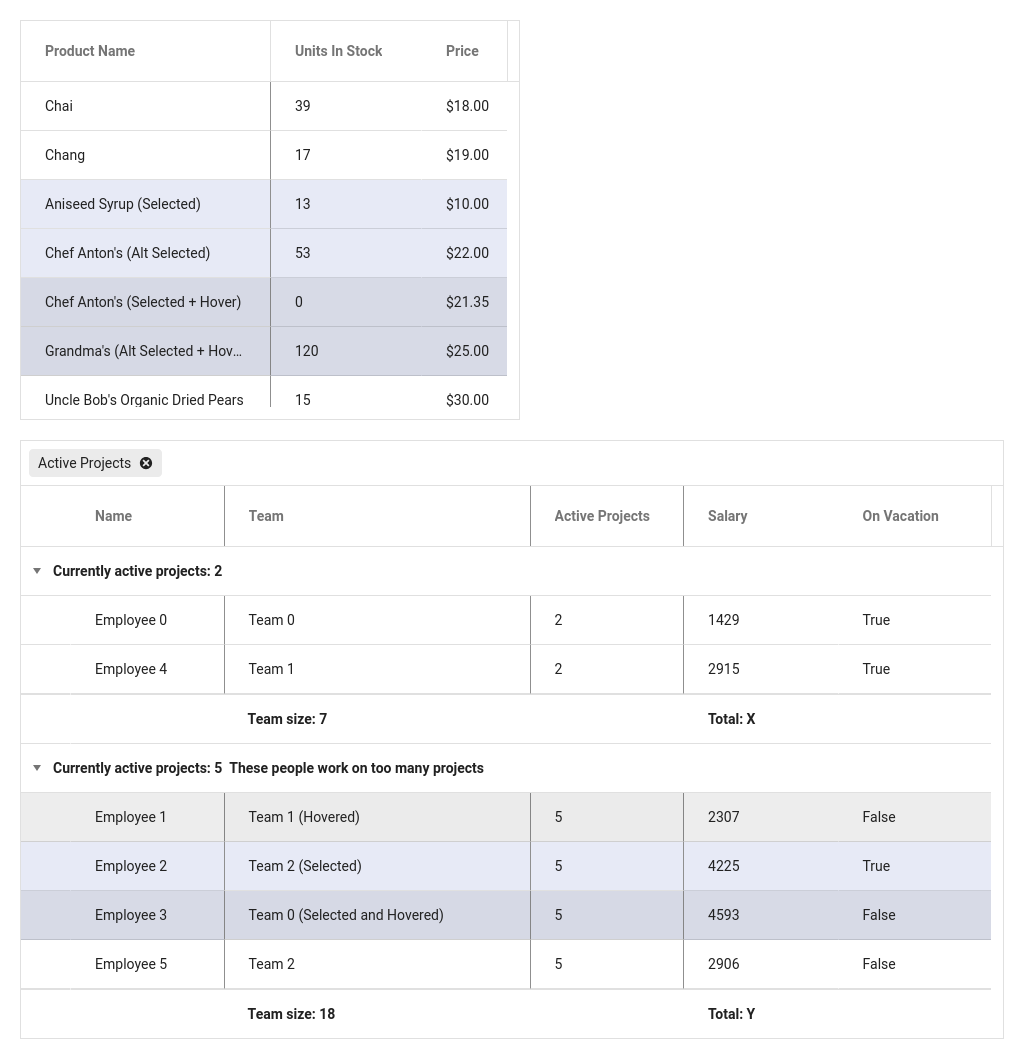 Product Name Units In Stock Price
Chai 39 $18.00
Chang 17 $19.00
Aniseed Syrup (Selected) 13 $10.00
Chef Anton's (Alt Selected) 53 $22.00
Chef Anton's (Selected + Hover) 0 $21.35
Grandma's (Alt Selected + Hov... 120 $25.00
Uncle Bob's Organic Dried Pears 15 $30.00
Active Projects
Name Team Active Projects Salary On Vacation
Currently active projects: 2
Employee 0 Team 0 2 1429 True
Employee 4 Team 1 2 2915 True
Team size: 7 Total: X
Currently active projects: 5 These people work on too many projects
Employee 1 Team 1 (Hovered) 5 2307 False
Employee 2 Team 2 (Selected) 5 4225 True
Employee 3 Team 0 (Selected and Hovered) 5 4593 False
Employee 5 Team 2 5 2906 False
Team size: 18 Total: Y